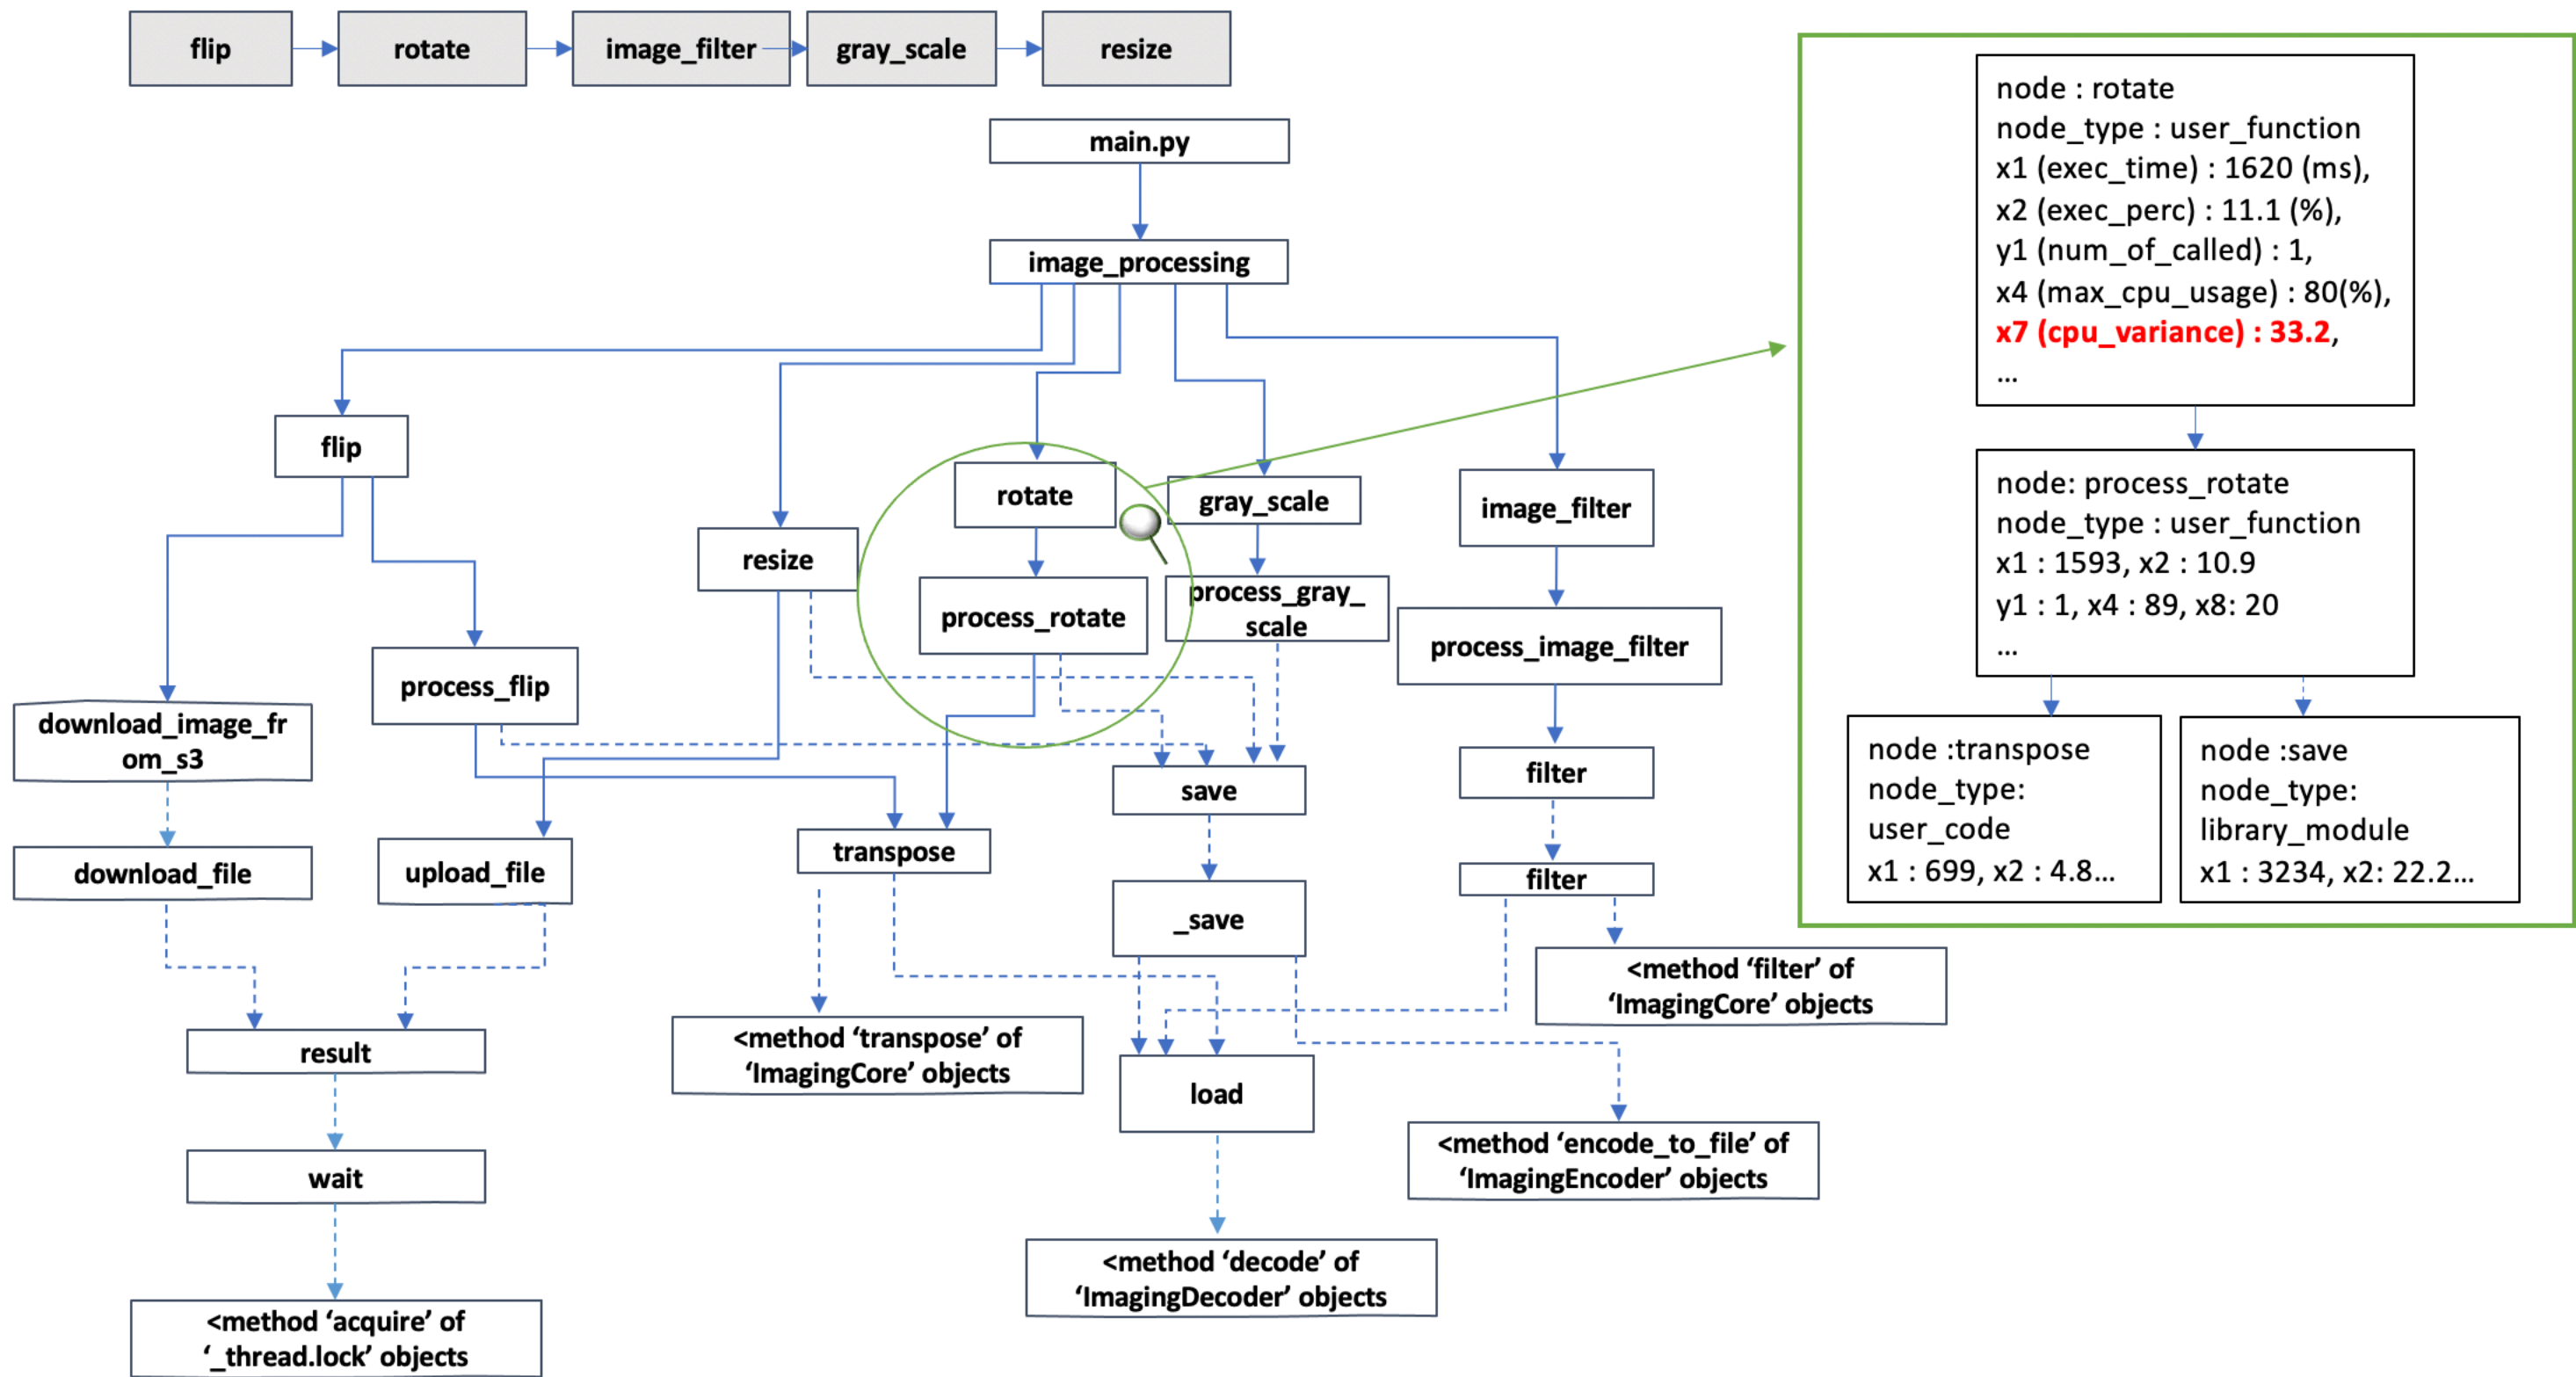 flip
rotate
image_filter
gray_scale
resize
main.py
image_processing
flip
resize
rotate
gray_scale
image_filter
process_rotate
process_gray_
scale
process_image_filter
process_flip
download_image_fr
om_s3
filter
save
transpose
download_file
upload_file
filter
_save
<method ‘filter’ of
‘ImagingCore’ objects
result
<method ‘transpose’ of
‘ImagingCore’ objects
load
wait
<method ‘encode_to_file’ of
‘ImagingEncoder’ objects
<method ‘decode’ of
‘ImagingDecoder’ objects
<method ‘acquire’ of
‘_thread.lock’ objects
node : rotate
node_type : user_function
x1 (exec_time) : 1620 (ms),
x2 (exec_perc) : 11.1 (%),
y1 (num_of_called) : 1,
x4 (max_cpu_usage) : 80(%),
x7 (cpu_variance) : 33.2,
...
node: process_rotate
node_type : user_function
x1 : 1593, x2 : 10.9
y1 : 1, x4 : 89, x8: 20
...
node :transpose
node_type:
user_code
x1 : 699, x2 : 4.8...
node :save
node_type:
library_module
x1 : 3234, x2: 22.2...